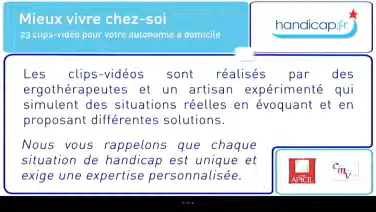 Mieux vivre chez-soi
23 clips-vidéo pour votre autonomie à domicile
handicap.fr
Les clips-vidéos sont réalisés par des
ergothérapeutes et un artisan expérimenté qui
simulent des situations réelles en évoquant et en
proposant différentes solutions.
Nous vous rappelons que chaque
situation de handicap est unique et
exige une expertise personnalisée.
APICIL